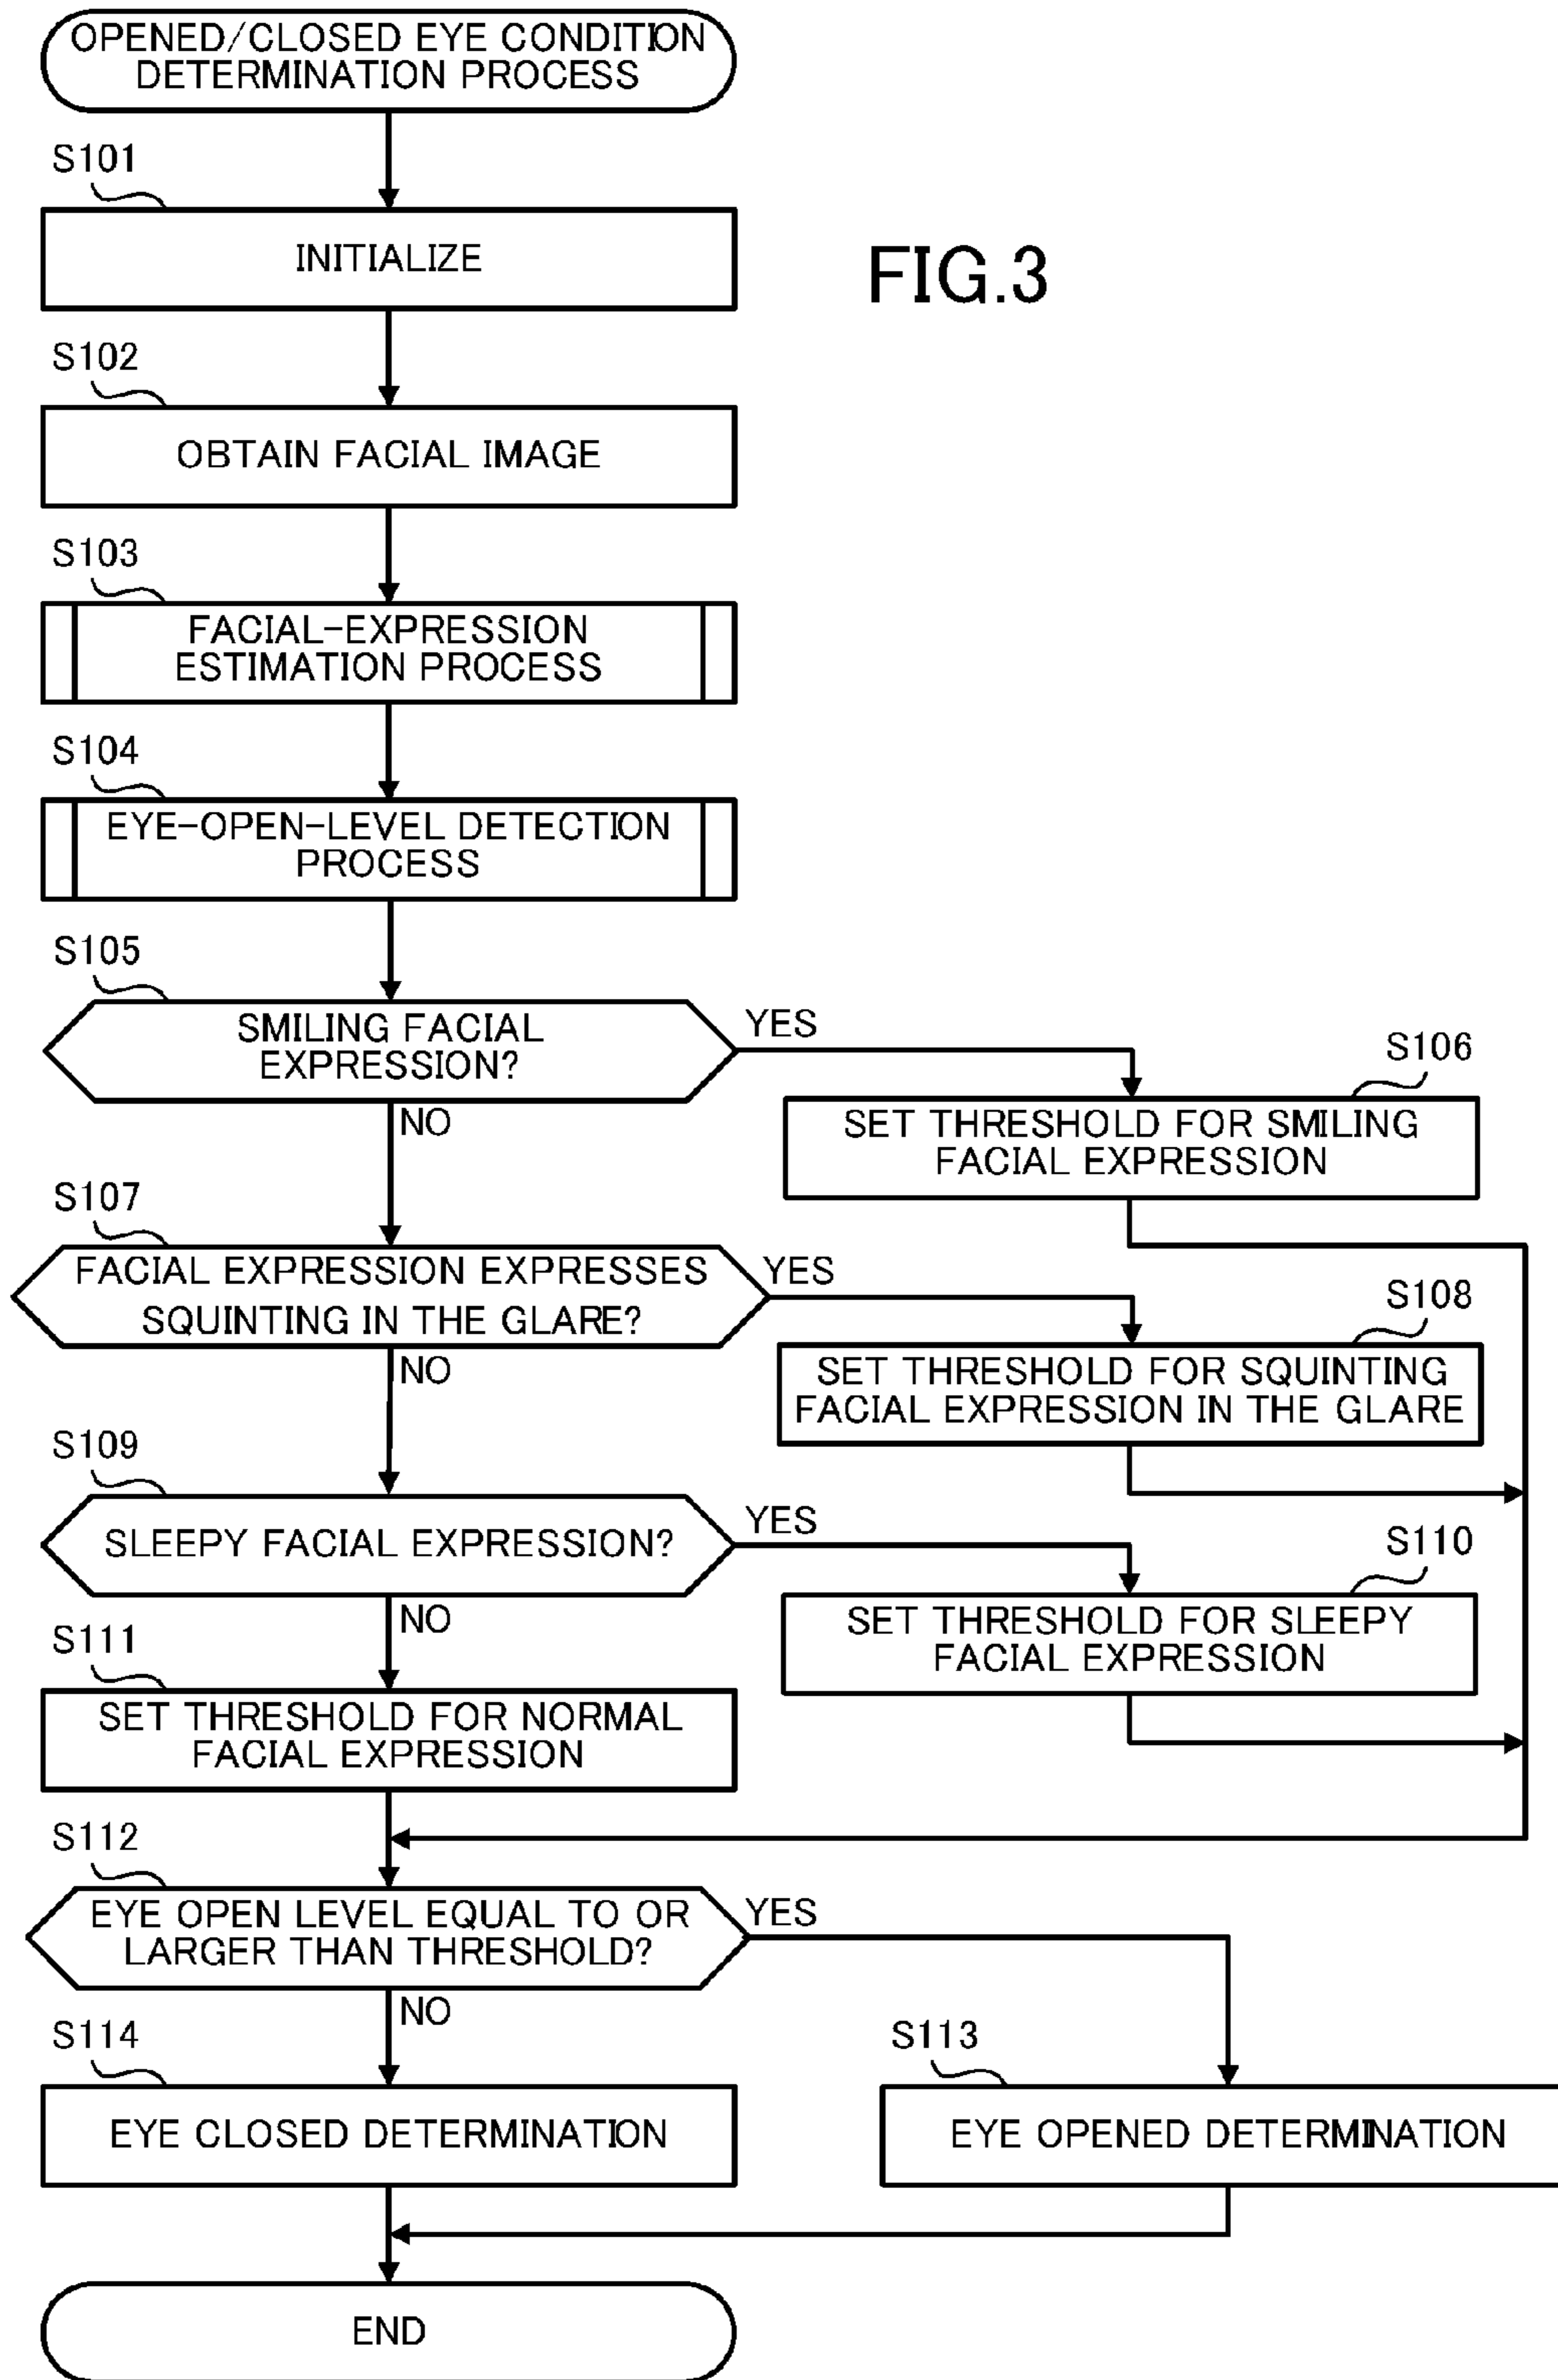 OPENED/CLOSED EYE CONDITION
DETERMINATION PROCESS
S101
INITIALIZE
FIG.3
S102
OBTAIN FACIAL IMAGE
S103
FACIAL-EXPRESSION
ESTIMATION PROCESS
S104
EYE-OPEN-LEVEL DETECTION
PROCESS
S105
SMILING FACIAL
EXPRESSION?
YES
NO
S106
SET THRESHOLD FOR SMILING
FACIAL EXPRESSION
S107
FACIAL EXPRESSION EXPRESSES
SQUINTING IN THE GLARE?
YES
NO
S108
SET THRESHOLD FOR SQUINTING
FACIAL EXPRESSION IN THE GLARE
S109
SLEEPY FACIAL EXPRESSION?
YES
NO
S110
SET THRESHOLD FOR SLEEPY
FACIAL EXPRESSION
S111
SET THRESHOLD FOR NORMAL
FACIAL EXPRESSION
S112
EYE OPEN LEVEL EQUAL TO OR
LARGER THAN THRESHOLD?
YES
NO
S114
EYE CLOSED DETERMINATION
S113
EYE OPENED DETERMINATION
END